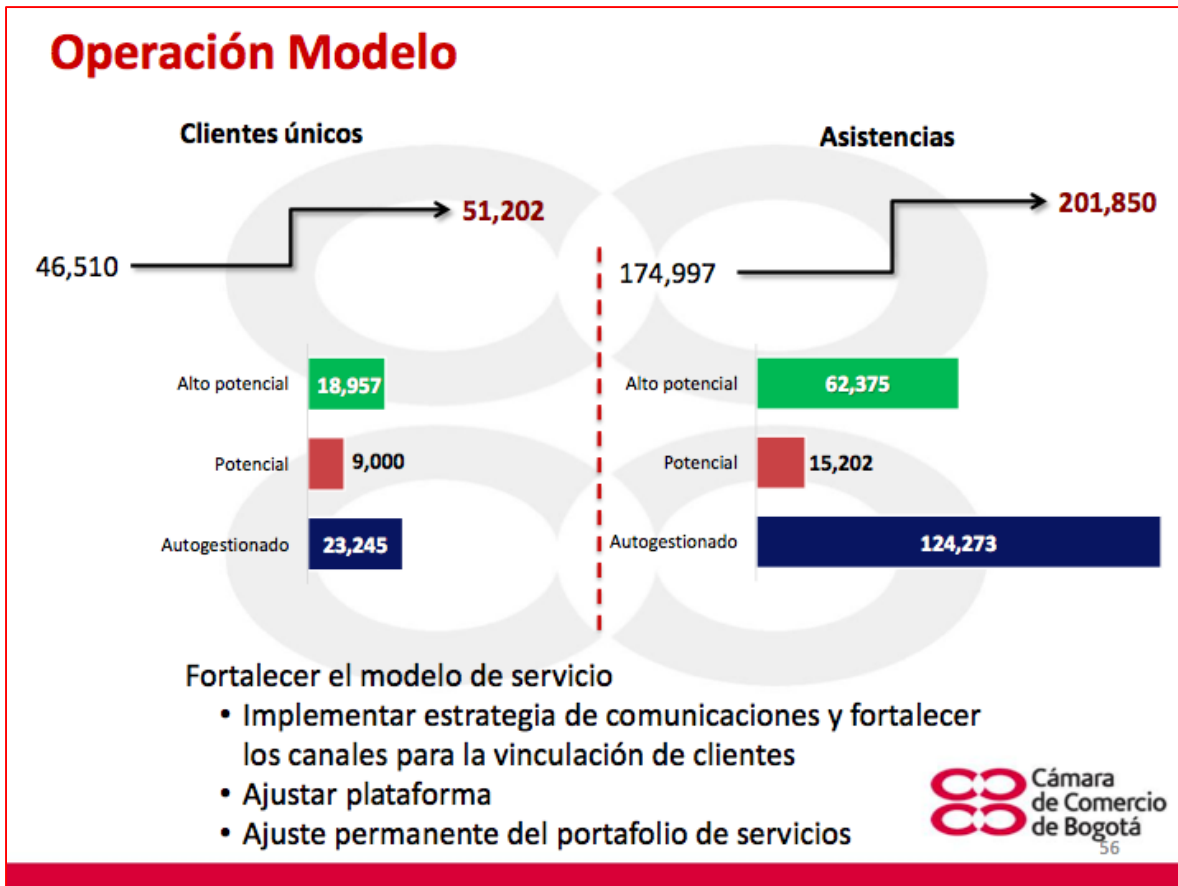 Operación Modelo
Clientes únicos
46,510
51,202
Alto potencial
18,957
Potencial
9,000
Autogestionado
23,245
Asistencias
174,997
201,850
Alto potencial
62,375
Potencial
15,202
Autogestionado
124,273
Fortalecer el modelo de servicio
• Implementar estrategia de comunicaciones y fortalecer
los canales para la vinculación de clientes
• Ajustar plataforma
• Ajuste permanente del portafolio de servicios
Cámara
de Comercio
de Bogotá
56